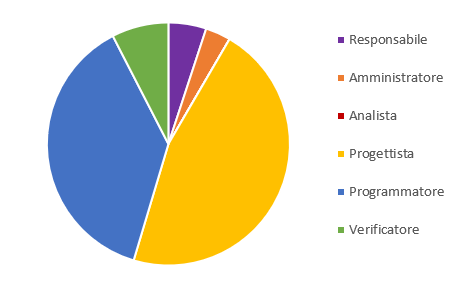 Responsabile
Amministratore
Analista
Progettista
Programmatore
Verificatore